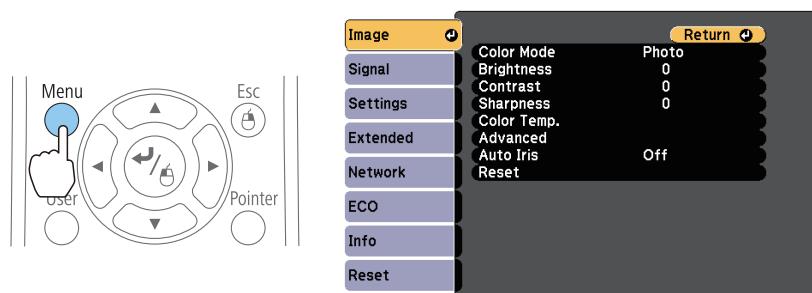 Menu
Esc
User
Pointer
Image
Signal
Settings
Extended
Network
ECO
Info
Reset
Return
Color Mode Photo
Brightness 0
Contrast 0
Sharpness 0
Color Temp.
Advanced
Auto Iris Off
Reset